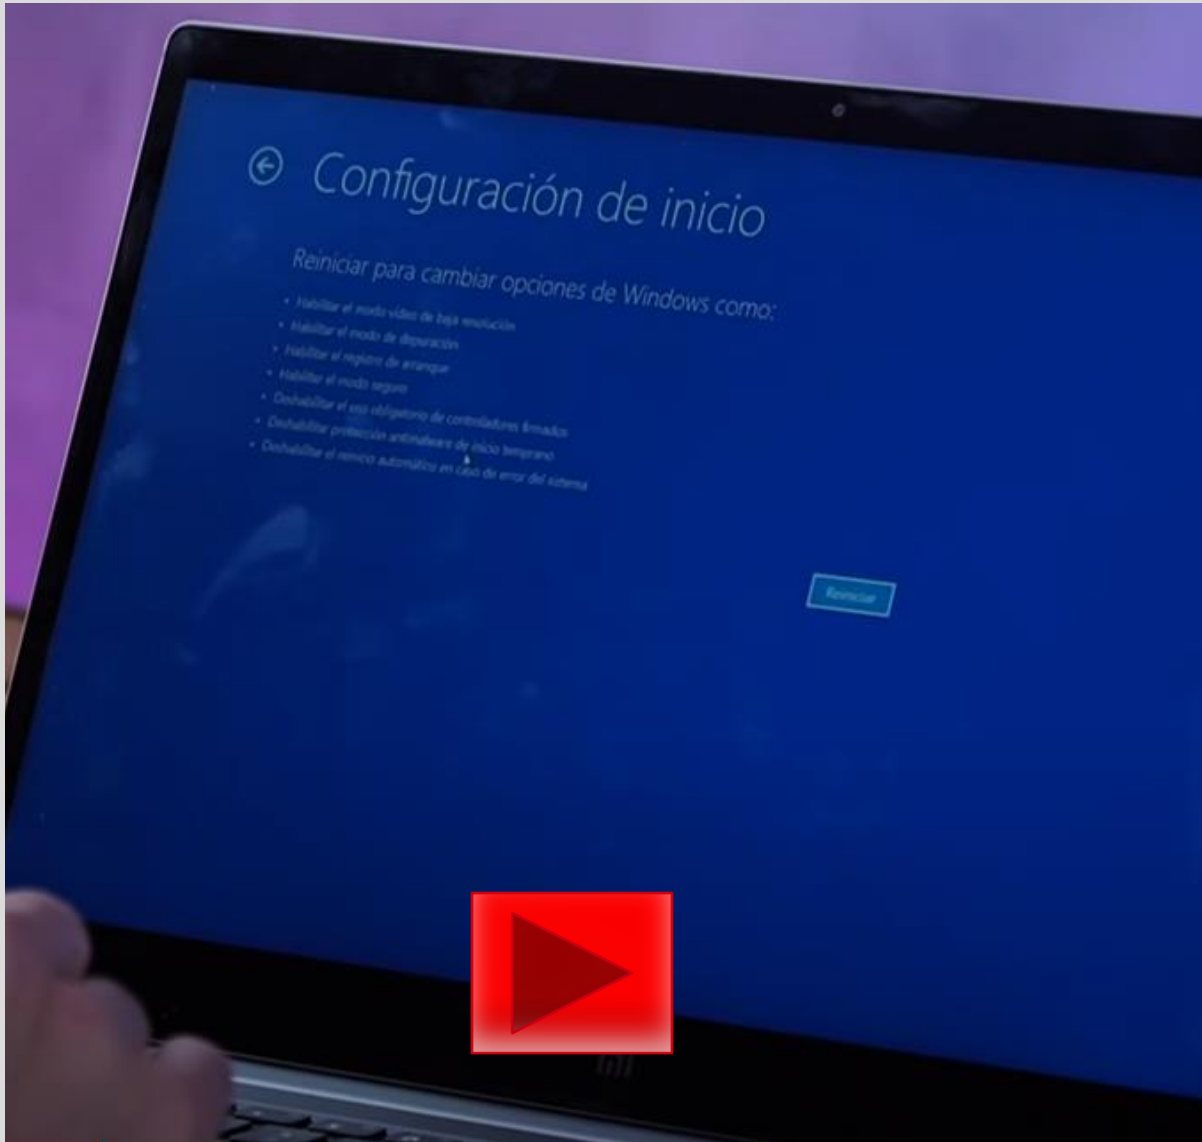 Configuración de inicio
Reiniciar para cambiar opciones de Windows como:
• Habilitar el modo vídeo de baja resolución
• Habilitar el modo de depuración
• Habilitar el registro de arranque
• Habilitar el modo seguro
• Deshabilitar el uso obligatorio de controladores firmados
• Deshabilitar protección antimalware de inicio temprano
• Deshabilitar el reinicio automático en caso de error del sistema
Reiniciar
mi